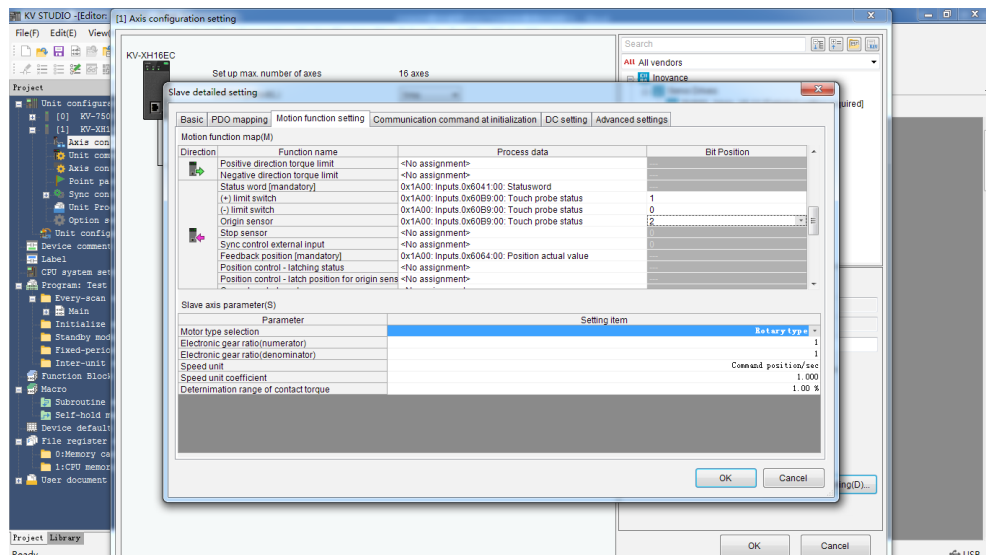 KV STUDIO -[Editor:
[1] Axis configuration setting
File(F) Edit(E) View(
Project
Unit configura
[0] KV-750
[1] KV-XH1
Axis con
Unit com
Axis con
Point pa
Sync con
Unit Pro
Option s
Unit config
Device comment
Label
CPU system set
Program: Test
Every-scan
Main
Initialize
Standby mod
Fixed-perio
Inter-unit
Function Block
Macro
Subroutine
Self-hold m
Device default
File register
0:Memory ca
1:CPU memor
User document
Project Library
Ready
KV-XH16EC
Set up max. number of axes 16 axes
Search
All All vendors
Inovance
uired]
Slave detailed setting
Basic PDO mapping Motion function setting Communication command at initialization DC setting Advanced settings
Motion function map(M)
Direction Function name Process data Bit Position
Positive direction torque limit <No assignment>
Negative direction torque limit <No assignment>
Status word [mandatory] 0x1A00: Inputs.0x6041:00: Statusword
(+) limit switch 0x1A00: Inputs.0x60B9:00: Touch probe status 1
(-) limit switch 0x1A00: Inputs.0x60B9:00: Touch probe status 0
Origin sensor 0x1A00: Inputs.0x60B9:00: Touch probe status 2
Stop sensor <No assignment> 0
Sync control external input <No assignment> 0
Feedback position [mandatory] 0x1A00: Inputs.0x6064:00: Position actual value
Position control - latching status <No assignment>
Position control - latch position for origin sens <No assignment>
Slave axis parameter(S)
Parameter Setting item
Motor type selection Rotary type
Electronic gear ratio(numerator) 1
Electronic gear ratio(denominator) 1
Speed unit Command position/sec
Speed unit coefficient 1.000
Deternimation range of contact torque 1.00 %
OK Cancel
ng(D)...
OK Cancel
USB